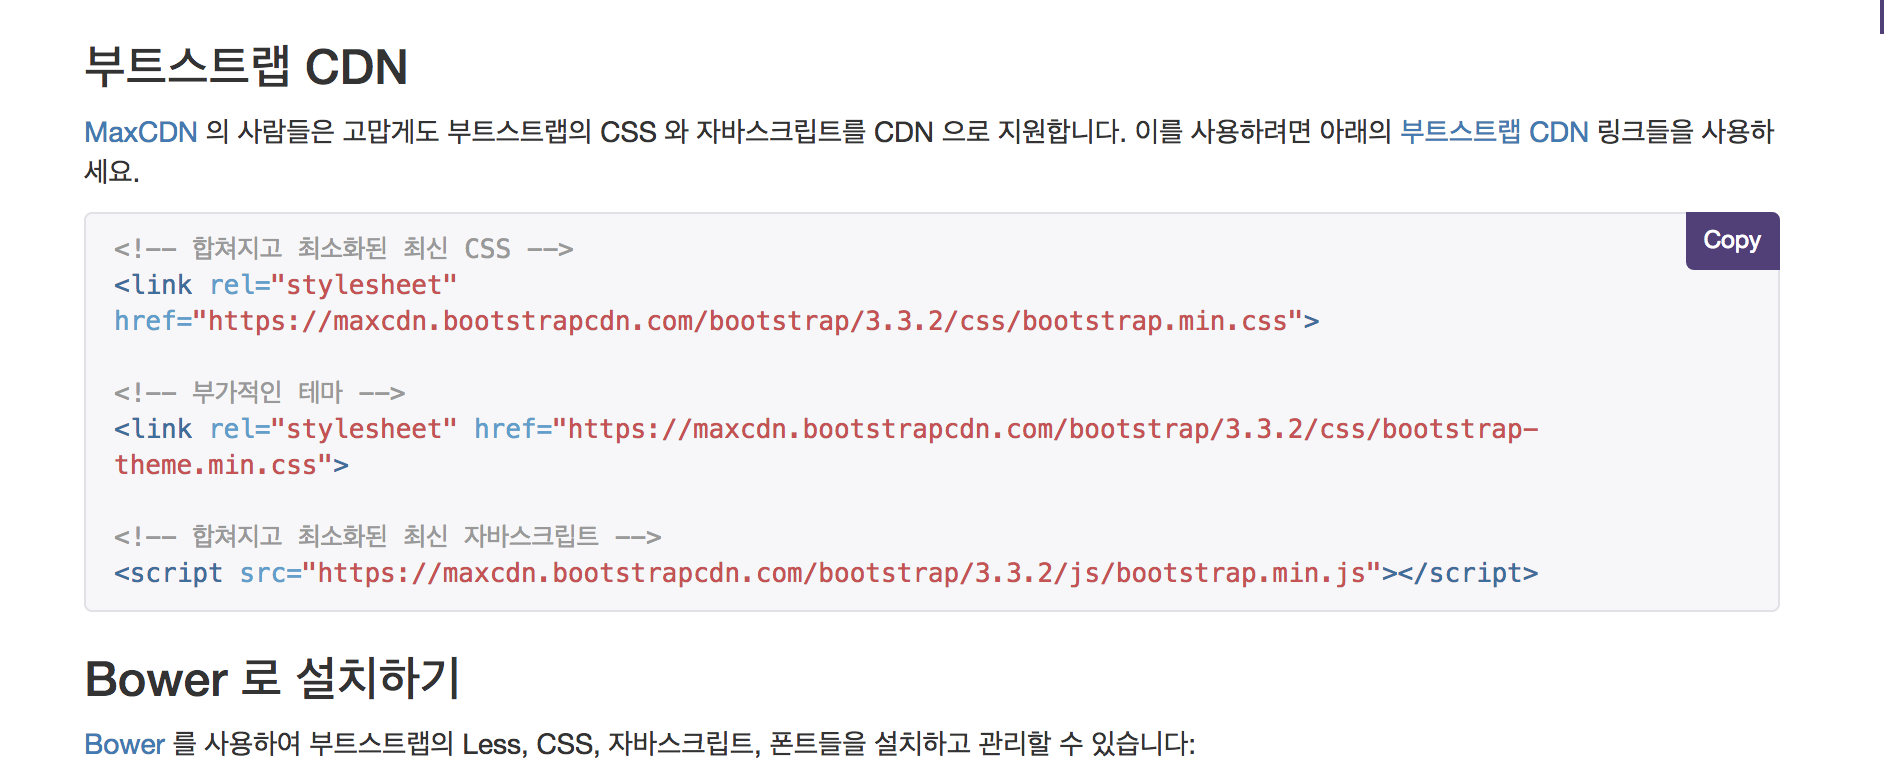 부트스트랩 CDN
MaxCDN 의 사람들은 고맙게도 부트스트랩의 CSS 와 자바스크립트를 CDN 으로 지원합니다. 이를 사용하려면 아래의 부트스트랩 CDN 링크들을 사용하
세요.
Copy
<!-- 합쳐지고 최소화된 최신 CSS -->
<link rel="stylesheet"
href="https://maxcdn.bootstrapcdn.com/bootstrap/3.3.2/css/bootstrap.min.css">
<!-- 부가적인 테마 -->
<link rel="stylesheet" href="https://maxcdn.bootstrapcdn.com/bootstrap/3.3.2/css/bootstrap-
theme.min.css">
<!-- 합쳐지고 최소화된 최신 자바스크립트 -->
<script src="https://maxcdn.bootstrapcdn.com/bootstrap/3.3.2/js/bootstrap.min.js"></script>
Bower 로 설치하기
Bower 를 사용하여 부트스트랩의 Less, CSS, 자바스크립트, 폰트들을 설치하고 관리할 수 있습니다: